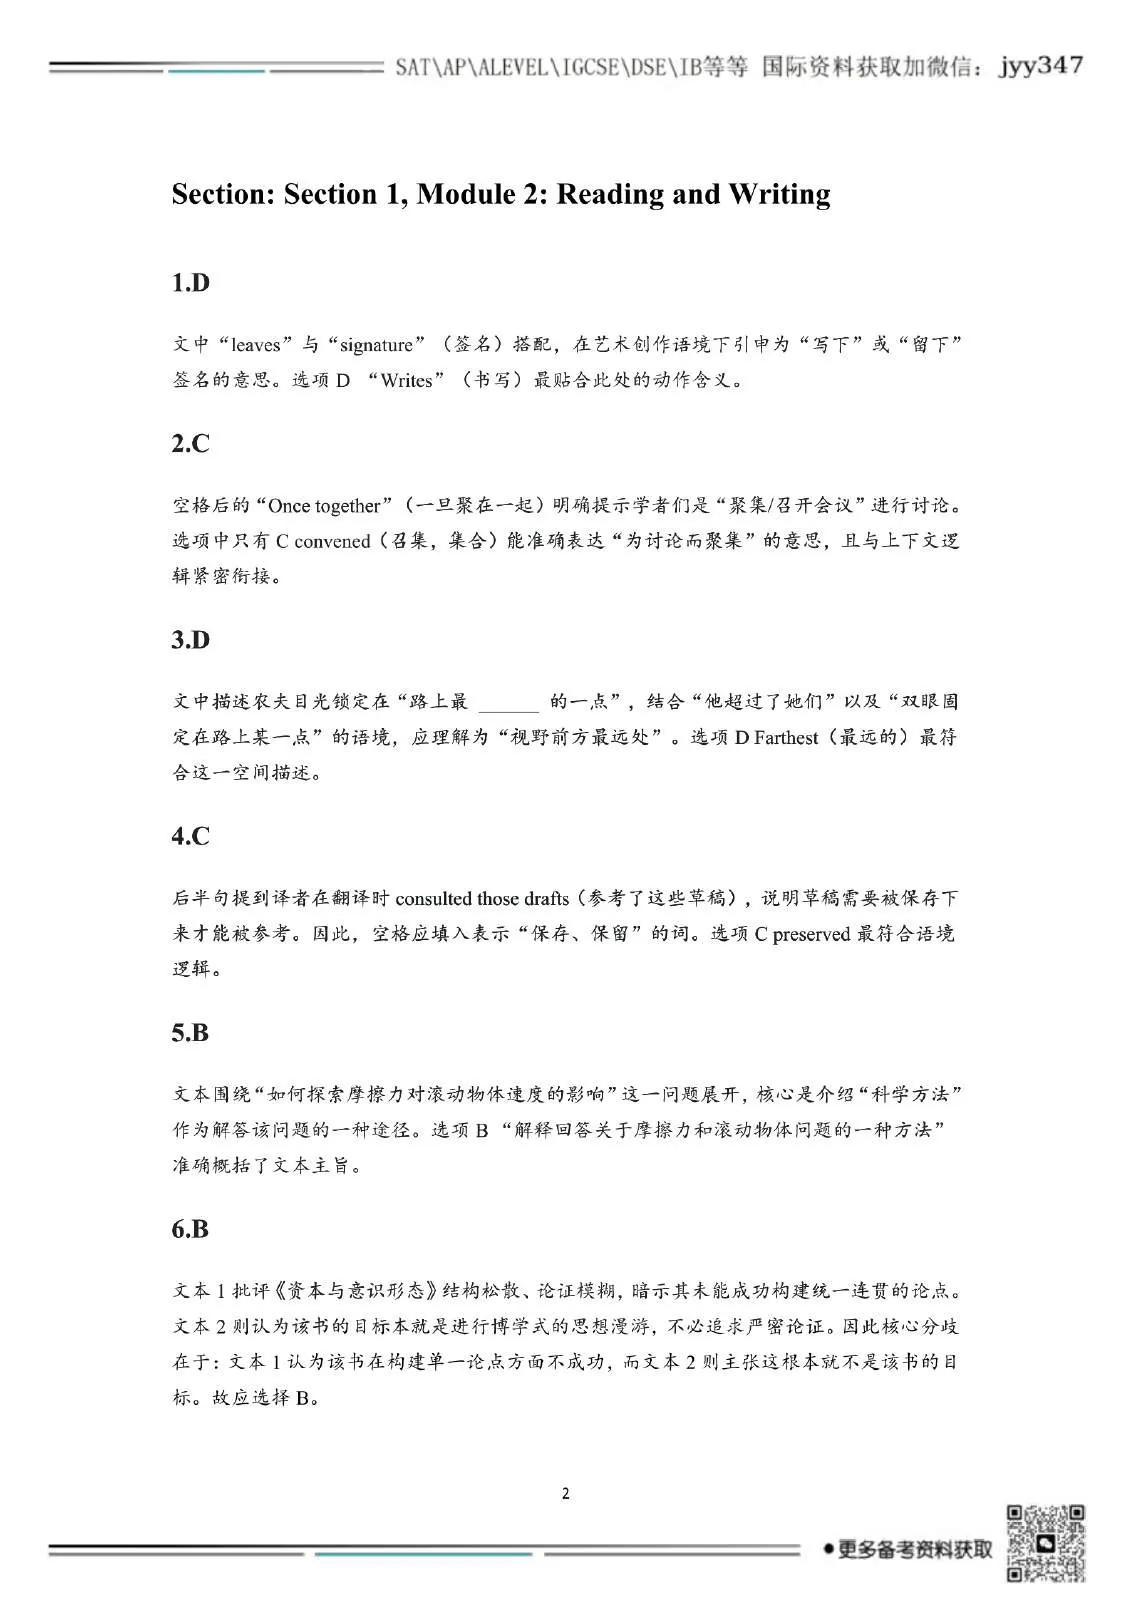 SAT\AP\ALEVEL\IGCSE\DSE\IB等等 国际资料获取加微信：jyy347
Section: Section 1, Module 2: Reading and Writing
1.D
文中“leaves”与“signature”（签名）搭配，在艺术创作语境下引申为“写下”或“留下”
签名的意思。选项 D “Writes”（书写）最贴合此处的动作含义。
2.C
空格后的“Once together”（一旦聚在一起）明确提示学者们是“聚集/召开会议”进行讨论。
选项中只有 C convened（召集，集合）能准确表达“为讨论而聚集”的意思，且与上下文逻
辑紧密衔接。
3.D
文中描述农夫目光锁定在“路上最 ______ 的一点”，结合“他超过了她们”以及“双眼固
定在路上某一点”的语境，应理解为“视野前方最远处”。选项 D Farthest（最远的）最符
合这一空间描述。
4.C
后半句提到译者在翻译时 consulted those drafts（参考了这些草稿），说明草稿需要被保存下
来才能被参考。因此，空格应填入表示“保存、保留”的词。选项 C preserved 最符合语境
逻辑。
5.B
文本围绕“如何探索摩擦力对滚动物体速度的影响”这一问题展开，核心是介绍“科学方法”
作为解答该问题的一种途径。选项 B “解释回答关于摩擦力和滚动物体问题的一种方法”
准确概括了文本主旨。
6.B
文本 1 批评《资本与意识形态》结构松散、论证模糊，暗示其未能成功构建统一连贯的论点。
文本 2 则认为该书的目标本就是进行博学式的思想漫游，不必追求严密论证。因此核心分歧
在于：文本 1 认为该书在构建单一论点方面不成功，而文本 2 则主张这根本就不是该书的目
标。故应选择 B。
2
●更多备考资料获取